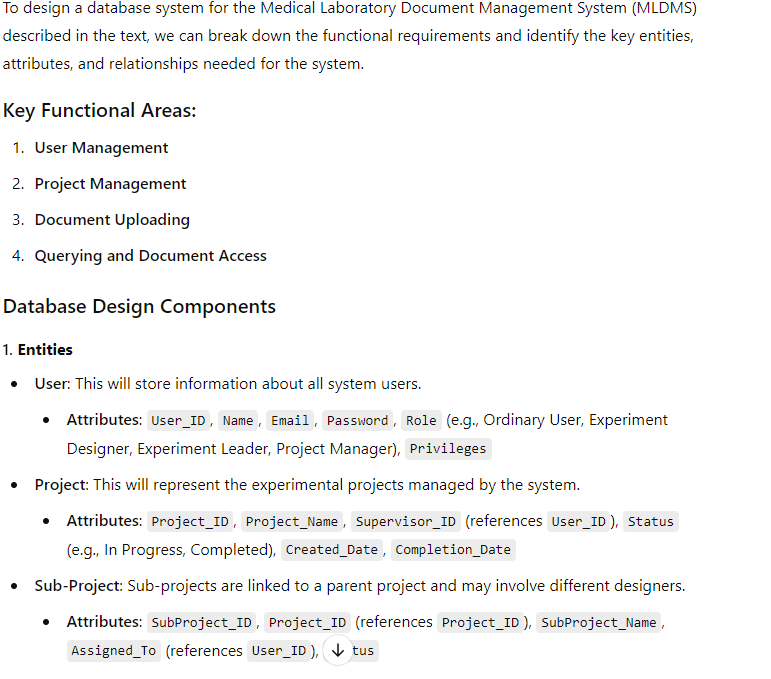 To design a database system for the Medical Laboratory Document Management System (MLDMS)
described in the text, we can break down the functional requirements and identify the key entities,
attributes, and relationships needed for the system.
Key Functional Areas:
1. User Management
2. Project Management
3. Document Uploading
4. Querying and Document Access
Database Design Components
1. Entities
• User: This will store information about all system users.
• Attributes: User_ID, Name, Email, Password, Role (e.g., Ordinary User, Experiment
Designer, Experiment Leader, Project Manager), Privileges
• Project: This will represent the experimental projects managed by the system.
• Attributes: Project_ID, Project_Name, Supervisor_ID (references User_ID), Status
(e.g., In Progress, Completed), Created_Date, Completion_Date
• Sub-Project: Sub-projects are linked to a parent project and may involve different designers.
• Attributes: SubProject_ID, Project_ID (references Project_ID), SubProject_Name,
Assigned_To (references User_ID), tus